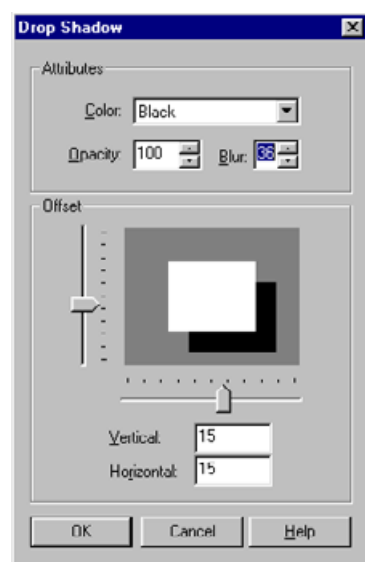 Drop Shadow
Attributes
Color: Black
Opacity: 100 Blur: 36
Offset
Vertical: 15
Horizontal: 15
OK Cancel Help